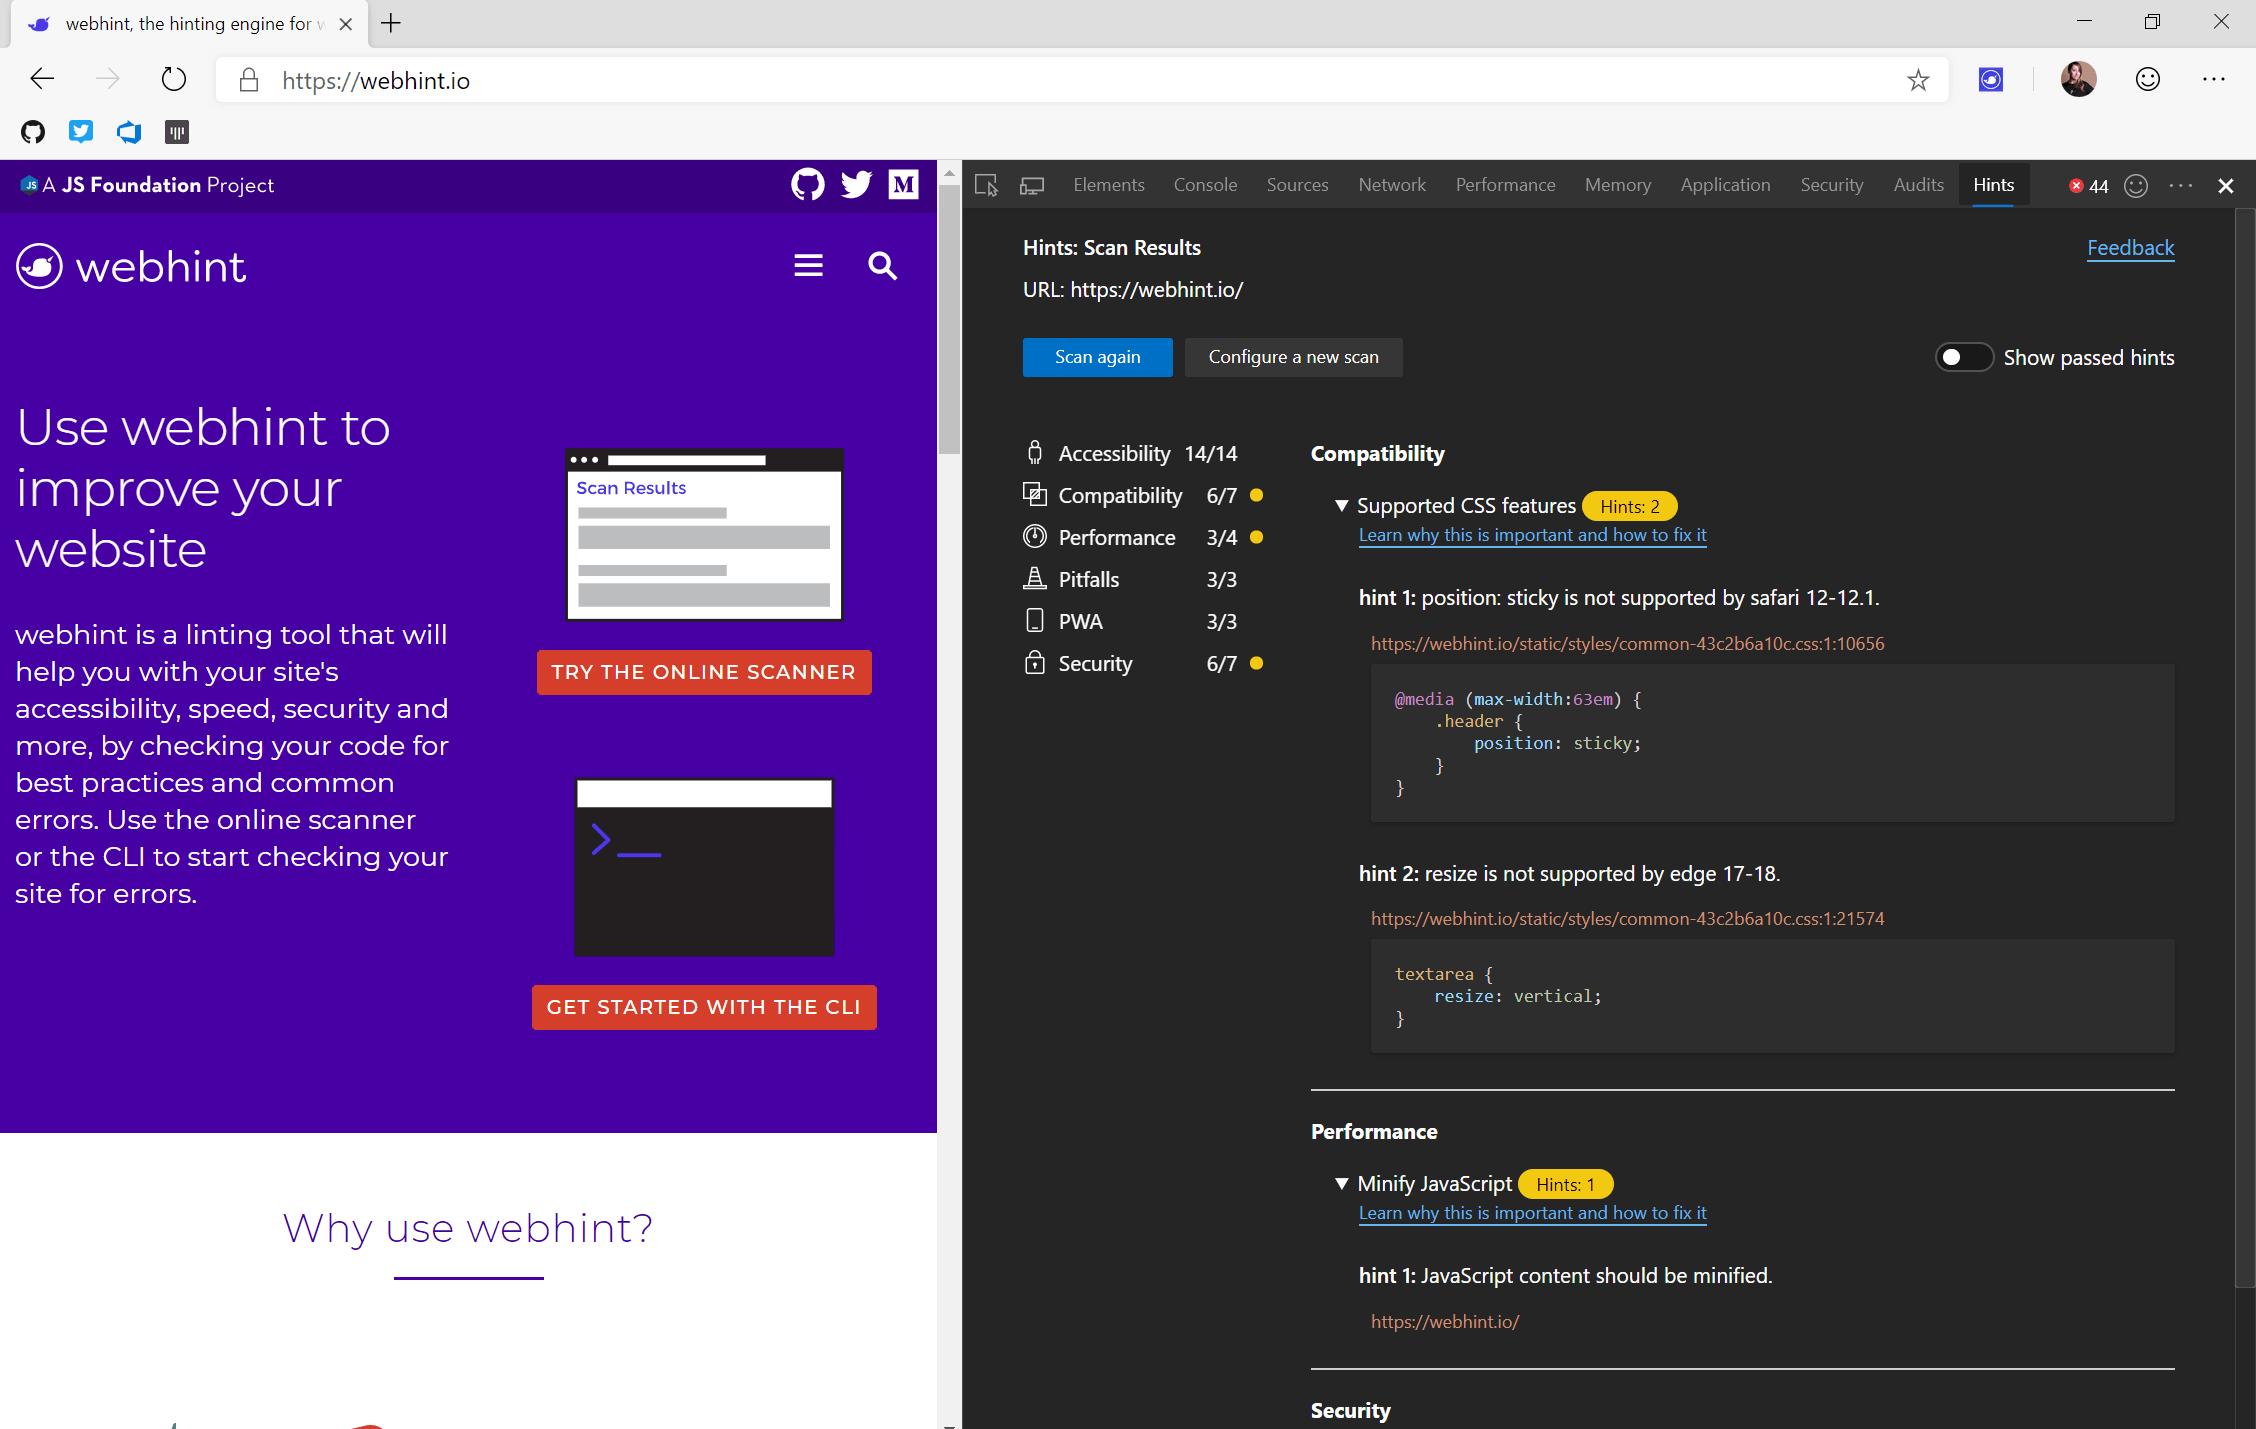 webhint, the hinting engine for
https://webhint.io
JS A JS Foundation Project
M
webhint
Use webhint to
improve your
website
webhint is a linting tool that will
help you with your site's
accessibility, speed, security and
more, by checking your code for
best practices and common
errors. Use the online scanner
or the CLI to start checking your
site for errors.
Scan Results
TRY THE ONLINE SCANNER
GET STARTED WITH THE CLI
Why use webhint?
Elements Console Sources Network Performance Memory Application Security Audits Hints 44
Hints: Scan Results Feedback
URL: https://webhint.io/
Scan again Configure a new scan Show passed hints
Accessibility 14/14
Compatibility 6/7
Performance 3/4
Pitfalls 3/3
PWA 3/3
Security 6/7
Compatibility
Supported CSS features Hints: 2
Learn why this is important and how to fix it
hint 1: position: sticky is not supported by safari 12-12.1.
https://webhint.io/static/styles/common-43c2b6a10c.css:1:10656
@media (max-width:63em) {
.header {
position: sticky;
}
}
hint 2: resize is not supported by edge 17-18.
https://webhint.io/static/styles/common-43c2b6a10c.css:1:21574
textarea {
resize: vertical;
}
Performance
Minify JavaScript Hints: 1
Learn why this is important and how to fix it
hint 1: JavaScript content should be minified.
https://webhint.io/
Security